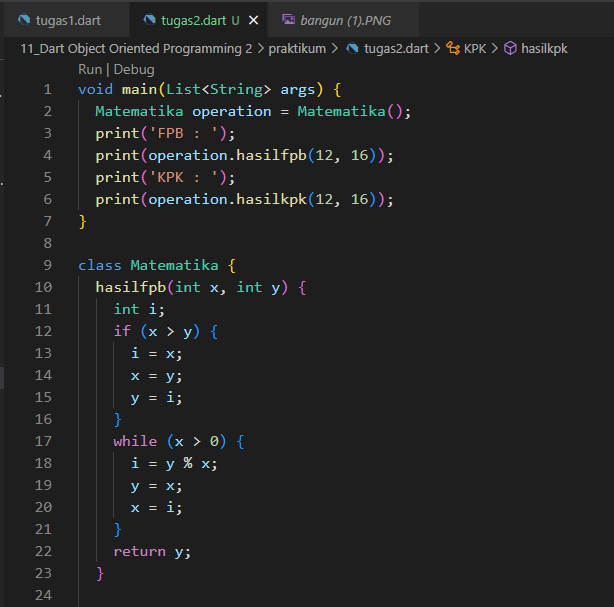 tugas1.dart tugas2.dart U bangun (1).PNG
11_Dart Object Oriented Programming 2 > praktikum > tugas2.dart > KPK > hasilkpk
Run | Debug
1 void main(List<String> args) {
2 Matematika operation = Matematika();
3 print('FPB : ');
4 print(operation.hasilfpb(12, 16));
5 print('KPK : ');
6 print(operation.hasilkpk(12, 16));
7 }
8
9 class Matematika {
10 hasilfpb(int x, int y) {
11 int i;
12 if (x > y) {
13 i = x;
14 x = y;
15 y = i;
16 }
17 while (x > 0) {
18 i = y % x;
19 y = x;
20 x = i;
21 }
22 return y;
23 }
24